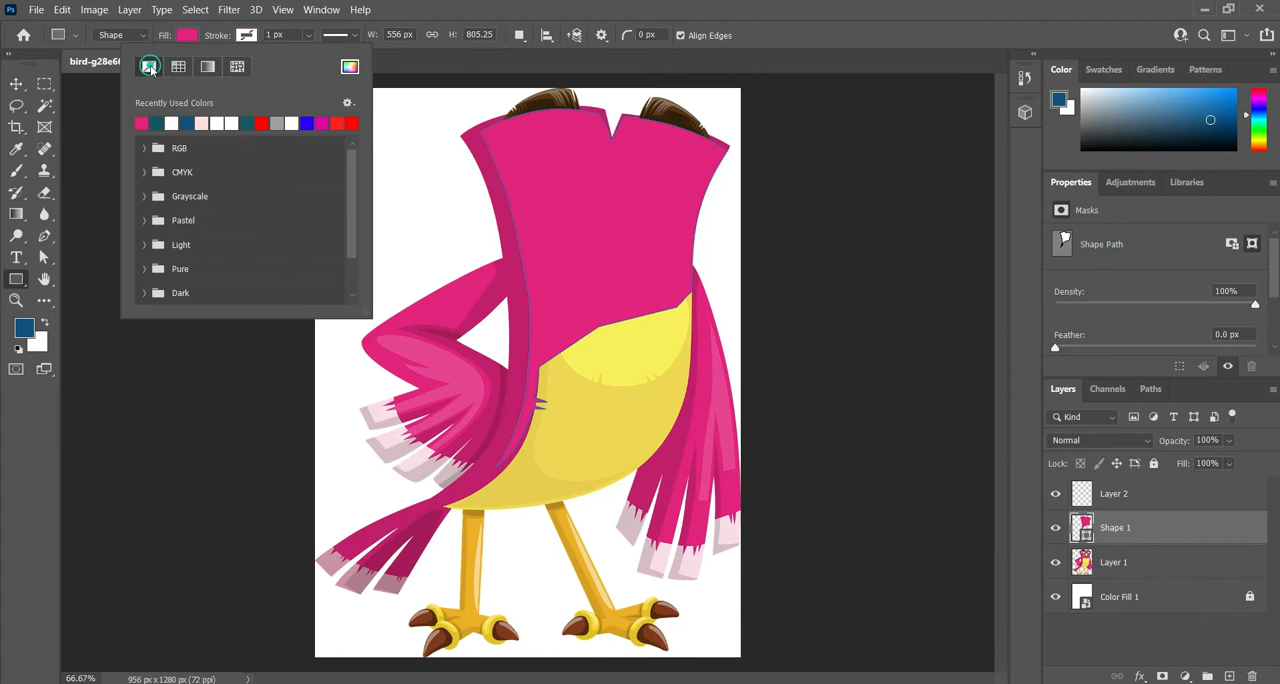 Ps File Edit Image Layer Type Select Filter 3D View Window Help
Shape Fill: Stroke: 1 px W: 556 px H: 805.25 0 px Align Edges
bird-g28e6
Recently Used Colors
RGB
CMYK
Grayscale
Pastel
Light
Pure
Dark
Color Swatches Gradients Patterns
Properties Adjustments Libraries
Masks
Shape Path
Density: 100%
Feather: 0.0 px
Layers Channels Paths
Kind
Normal Opacity: 100%
Lock: Fill: 100%
Layer 2
Shape 1
Layer 1
Color Fill 1
66.67% 956 px x 1280 px (72 ppi)